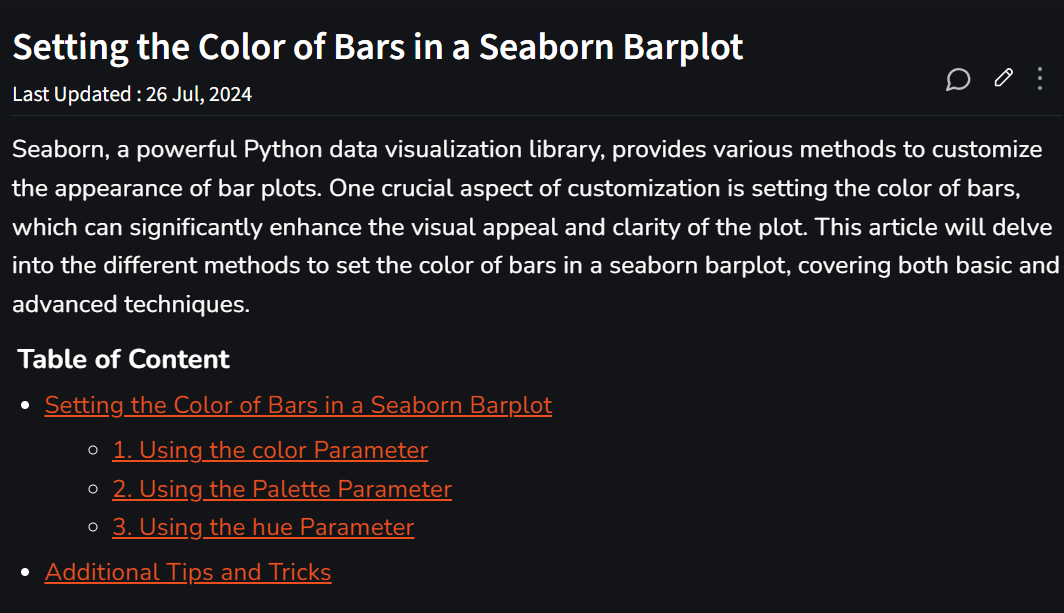 Setting the Color of Bars in a Seaborn Barplot
Last Updated : 26 Jul, 2024
Seaborn, a powerful Python data visualization library, provides various methods to customize
the appearance of bar plots. One crucial aspect of customization is setting the color of bars,
which can significantly enhance the visual appeal and clarity of the plot. This article will delve
into the different methods to set the color of bars in a seaborn barplot, covering both basic and
advanced techniques.
Table of Content
Setting the Color of Bars in a Seaborn Barplot
1. Using the color Parameter
2. Using the Palette Parameter
3. Using the hue Parameter
Additional Tips and Tricks